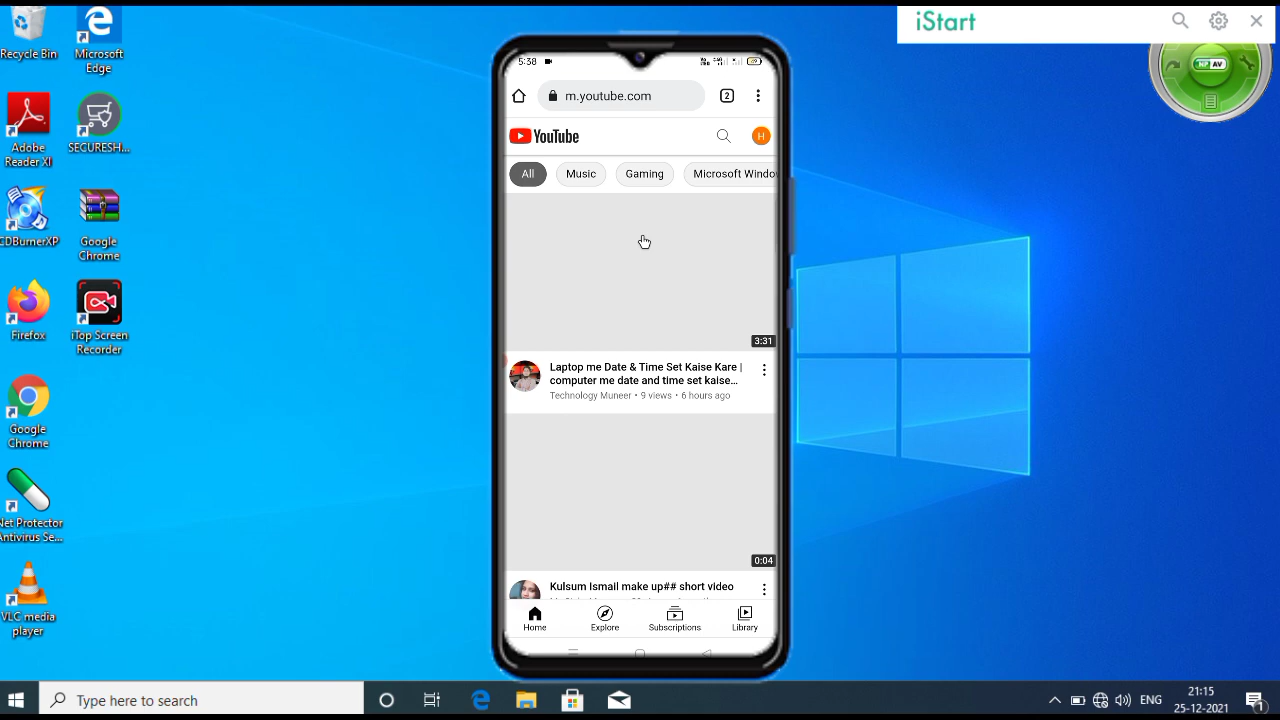 iStart
Recycle Bin
Microsoft
Edge
Adobe
Reader XI
SECURESH...
CDBurnerXP
Google
Chrome
Firefox
iTop Screen
Recorder
Google
Chrome
Net Protector
Antivirus Se...
VLC media
player
NP AV
5:38
m.youtube.com
2
YouTube
H
All
Music
Gaming
Microsoft Windo
3:31
Laptop me Date & Time Set Kaise Kare |
computer me date and time set kaise...
Technology Muneer • 9 views • 6 hours ago
0:04
Kulsum Ismail make up## short video
Home
Explore
Subscriptions
Library
Type here to search
ENG
21:15
25-12-2021
1